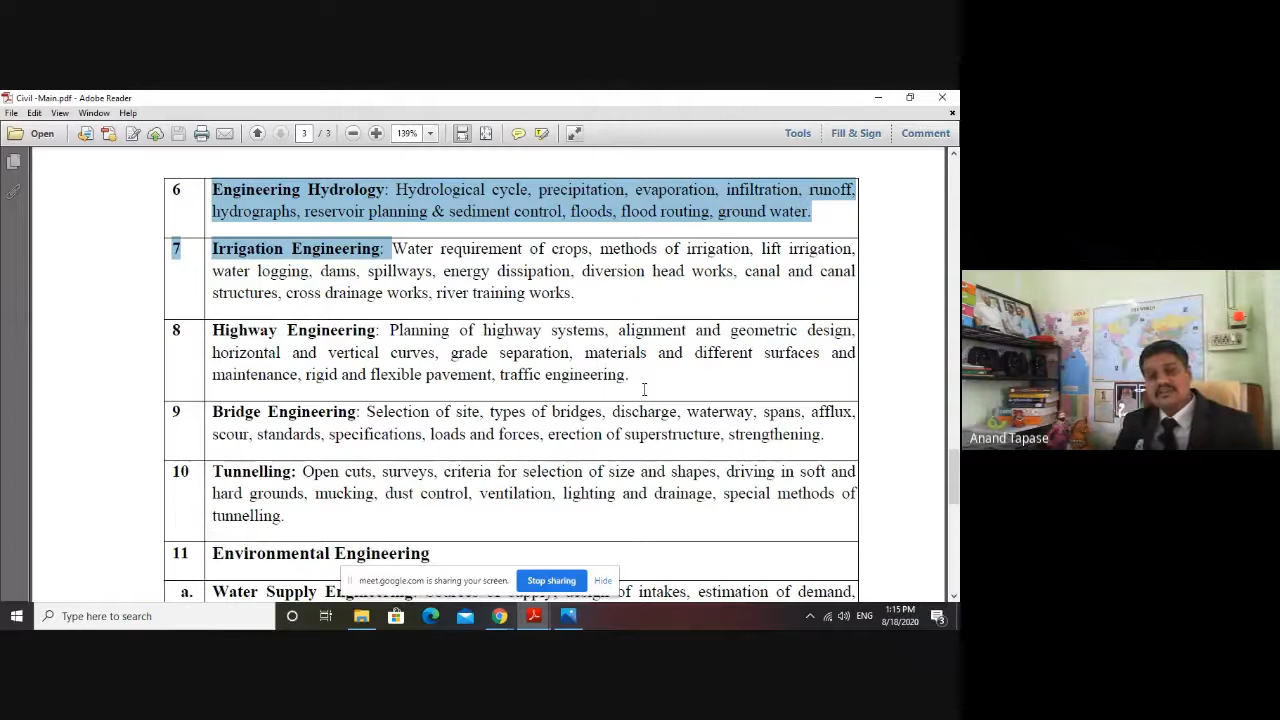 Civil -Main.pdf - Adobe Reader
File Edit View Window Help
Open 3 / 3 139% Tools Fill & Sign Comment
6 Engineering Hydrology: Hydrological cycle, precipitation, evaporation, infiltration, runoff,
hydrographs, reservoir planning & sediment control, floods, flood routing, ground water.
7 Irrigation Engineering: Water requirement of crops, methods of irrigation, lift irrigation,
water logging, dams, spillways, energy dissipation, diversion head works, canal and canal
structures, cross drainage works, river training works.
8 Highway Engineering: Planning of highway systems, alignment and geometric design,
horizontal and vertical curves, grade separation, materials and different surfaces and
maintenance, rigid and flexible pavement, traffic engineering.
9 Bridge Engineering: Selection of site, types of bridges, discharge, waterway, spans, afflux,
scour, standards, specifications, loads and forces, erection of superstructure, strengthening.
10 Tunnelling: Open cuts, surveys, criteria for selection of size and shapes, driving in soft and
hard grounds, mucking, dust control, ventilation, lighting and drainage, special methods of
tunnelling.
11 Environmental Engineering
meet.google.com is sharing your screen. Stop sharing Hide
a. Water Supply of intakes, estimation of demand,
Anand Tapase
Type here to search
ENG
1:15 PM
8/18/2020
3